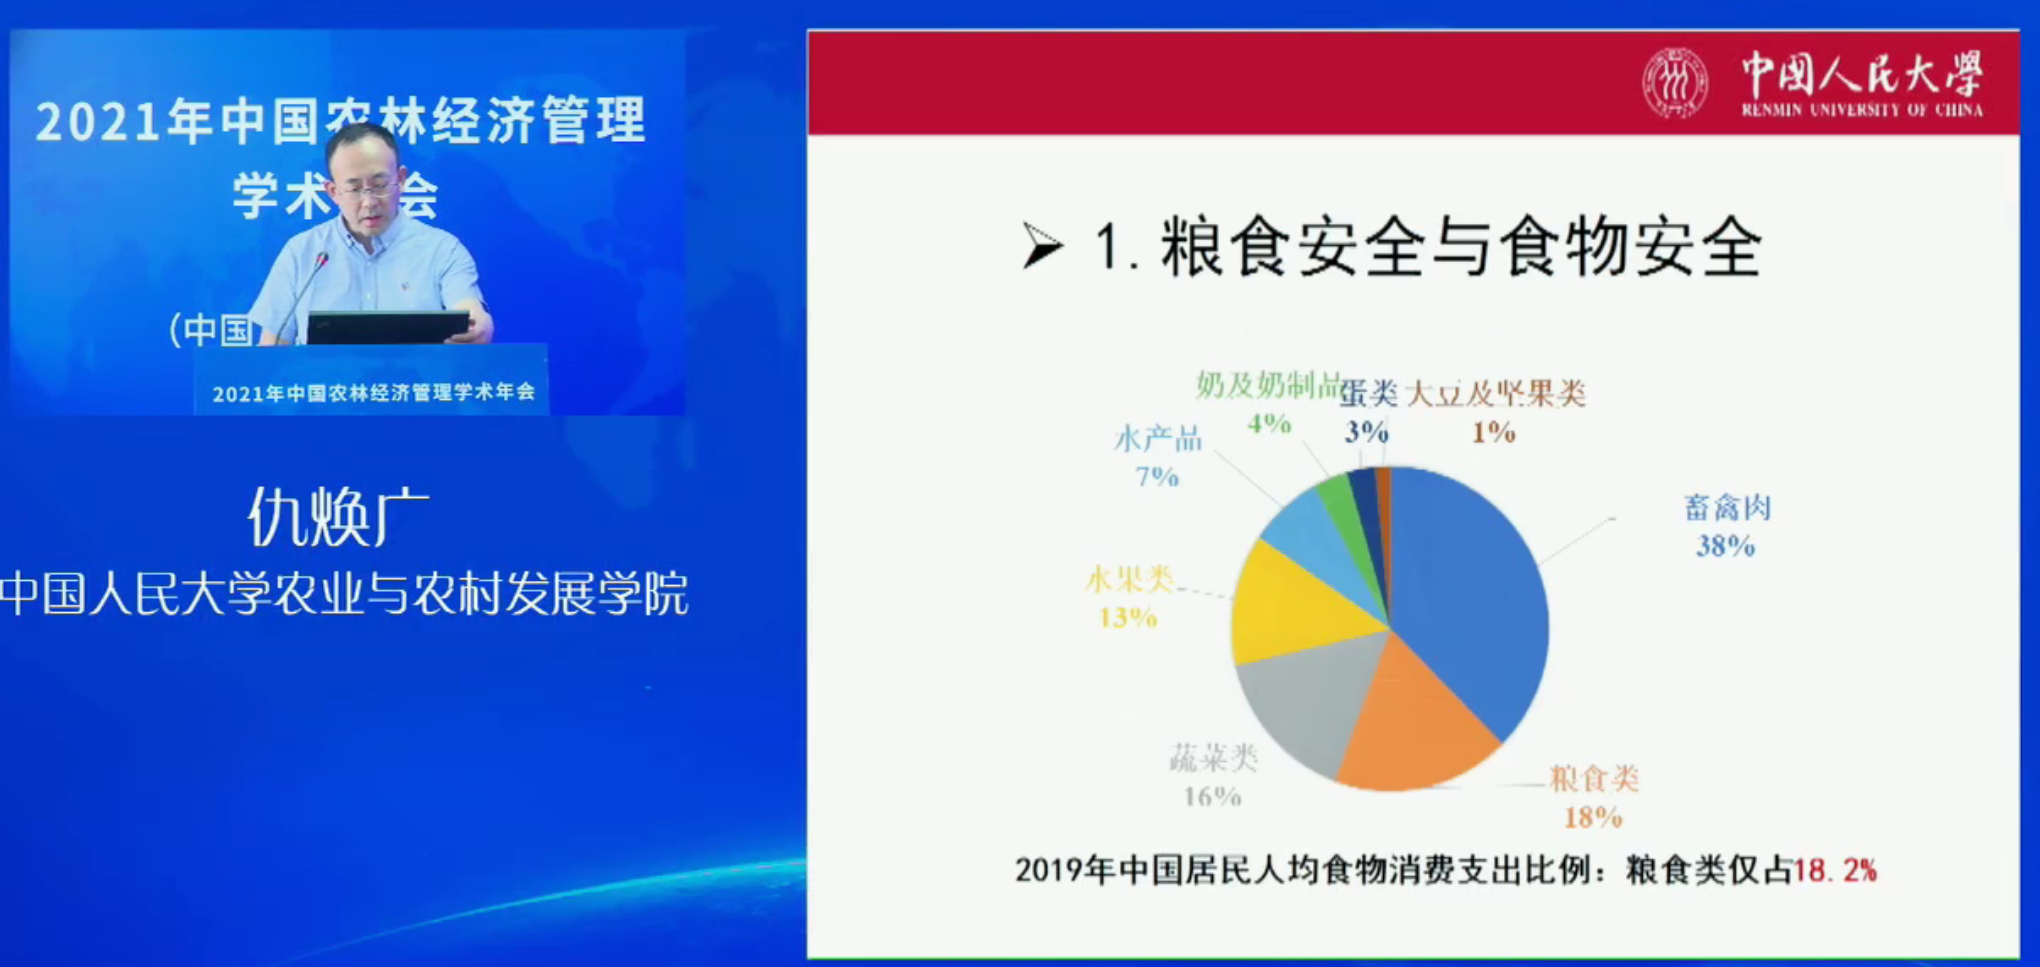 2021年中国农林经济管理
学术 会
(中国
2021年中国农林经济管理学术年会
仇焕广
中国人民大学农业与农村发展学院
中国人民大学
RENMIN UNIVERSITY OF CHINA
➢ 1.粮食安全与食物安全
奶及奶制品
4%
蛋类
3%
大豆及坚果类
1%
水产品
7%
畜禽肉
38%
水果类
13%
蔬菜类
16%
粮食类
18%
2019年中国居民人均食物消费支出比例：粮食类仅占18.2%